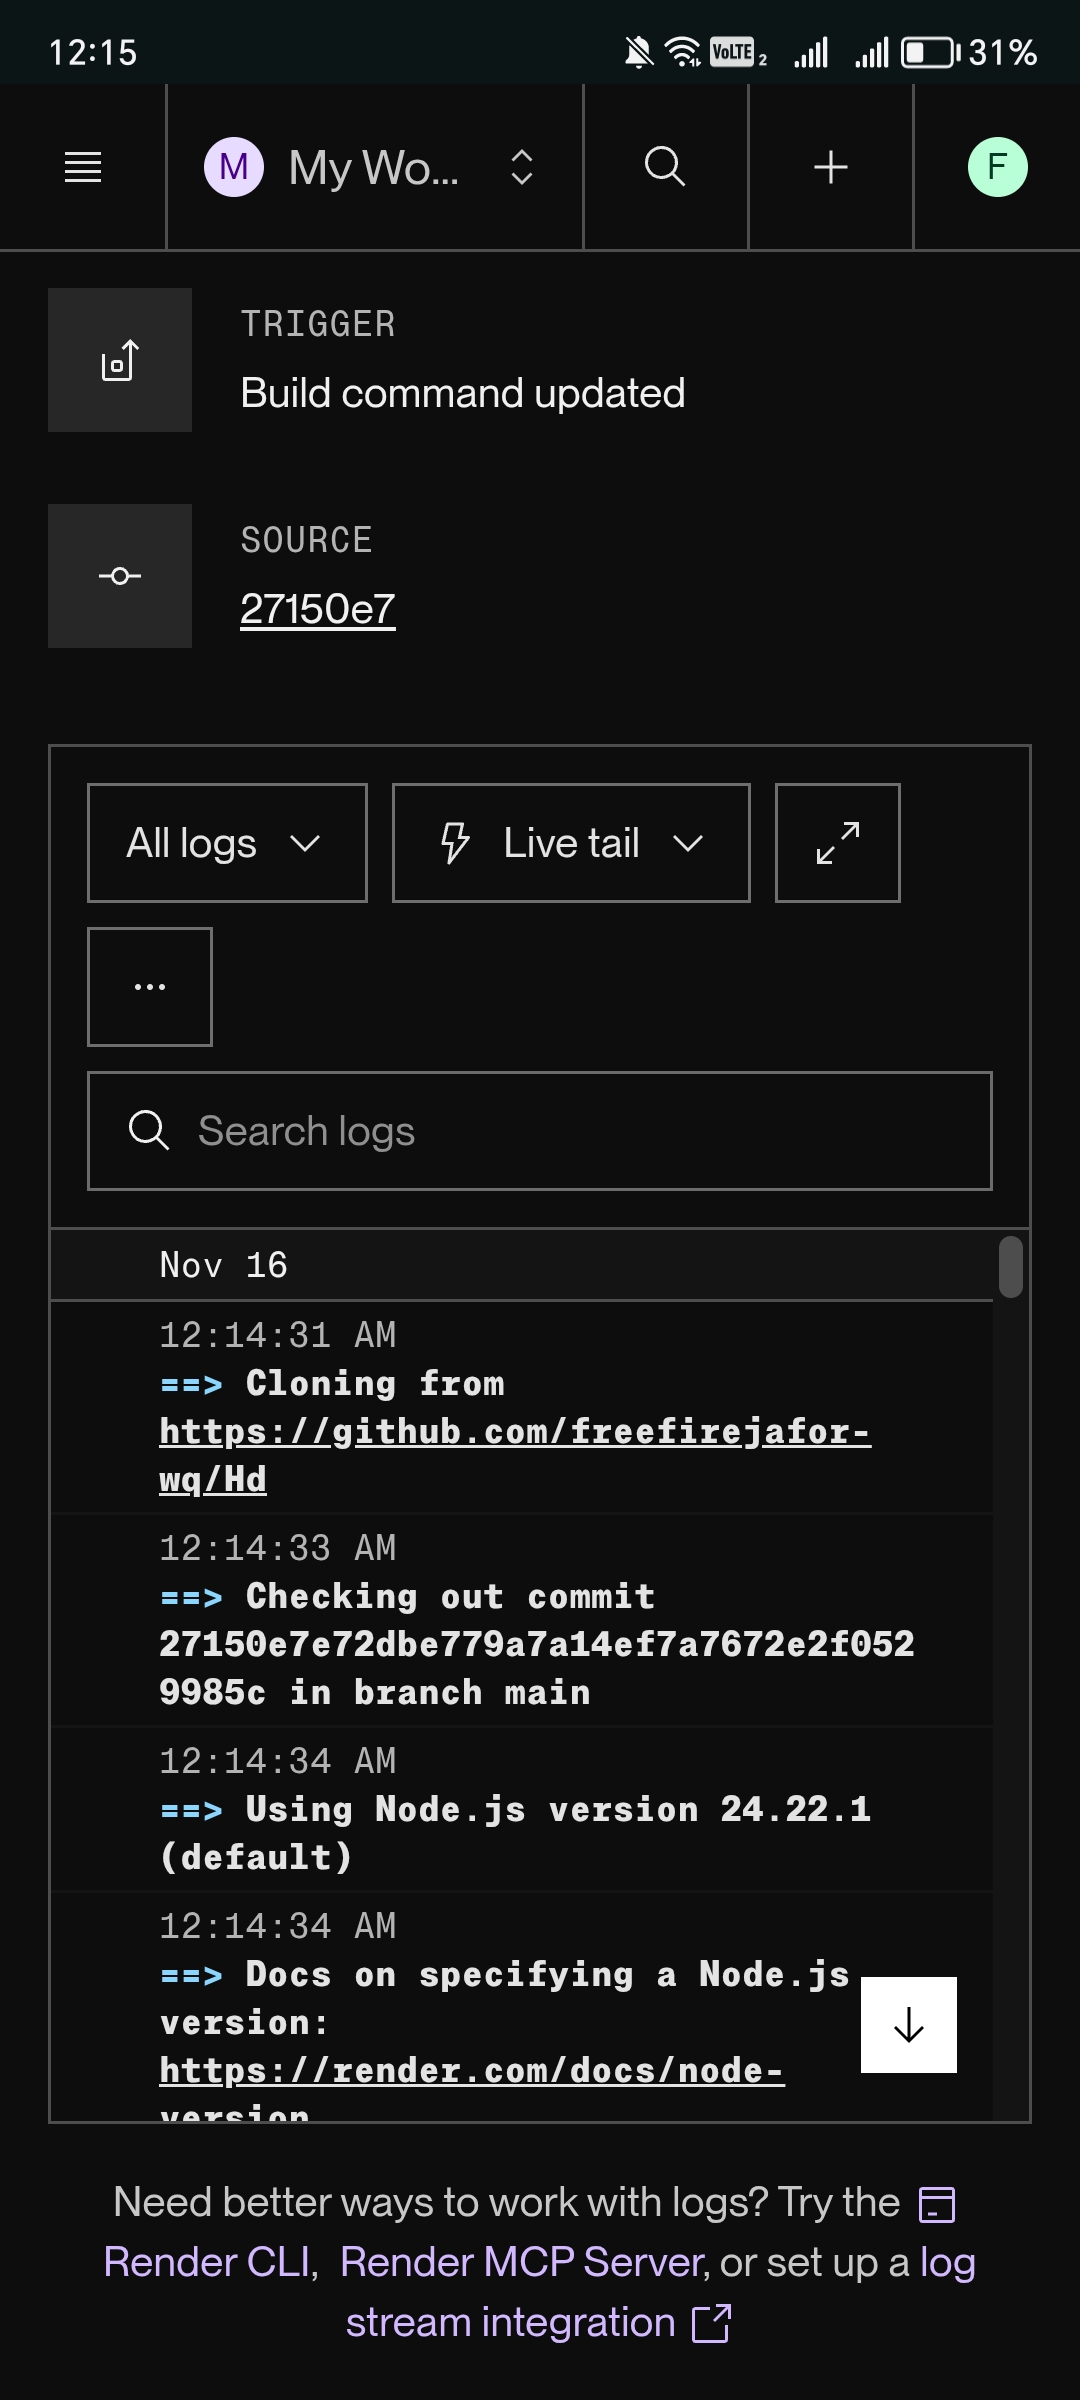 12:15
VoLTE 2
31%
M My Wo...
F
TRIGGER
Build command updated
SOURCE
27150e7
All logs
Live tail
...
Search logs
Nov 16
12:14:31 AM
==> Cloning from
https://github.com/freefirejafor-
wq/Hd
12:14:33 AM
==> Checking out commit
27150e7e72dbe779a7a14ef7a7672e2f052
9985c in branch main
12:14:34 AM
==> Using Node.js version 24.22.1
(default)
12:14:34 AM
==> Docs on specifying a Node.js
version:
https://render.com/docs/node-
version
Need better ways to work with logs? Try the
Render CLI, Render MCP Server, or set up a log
stream integration